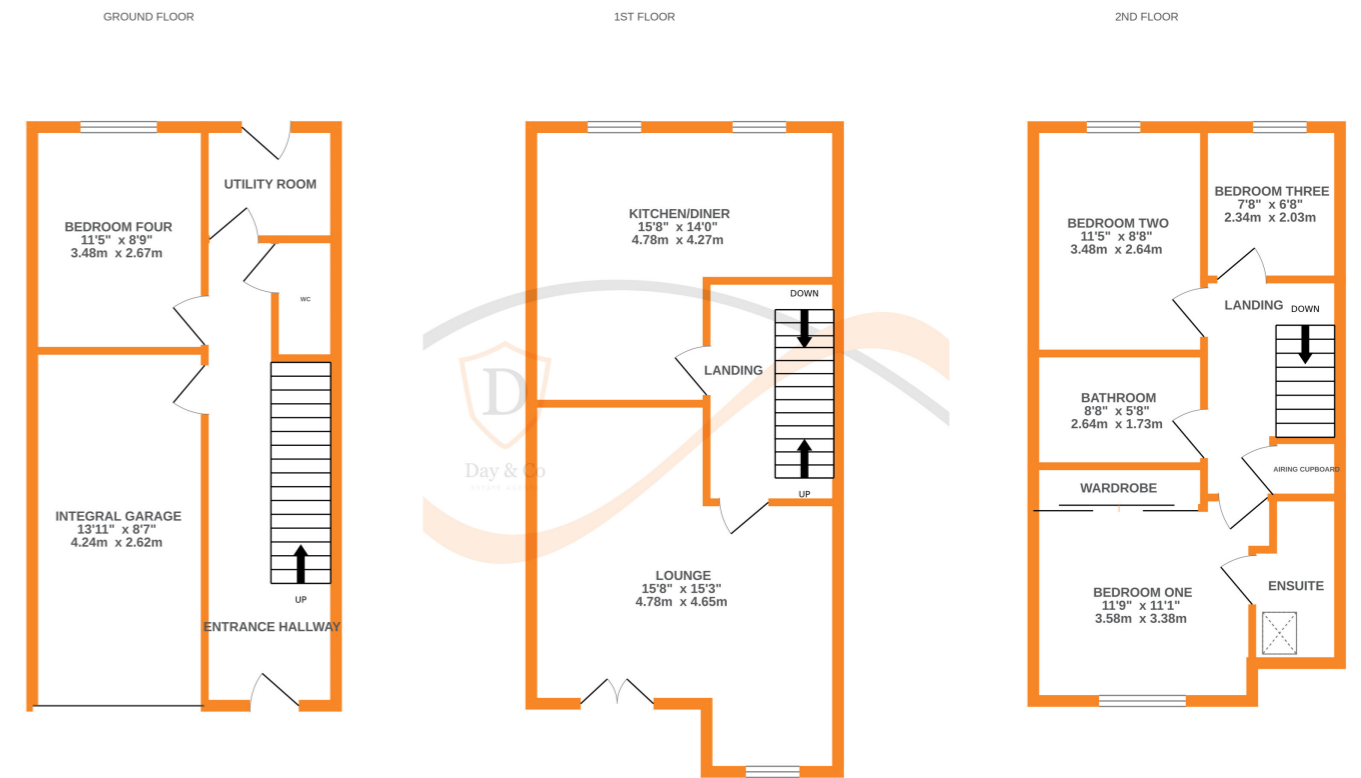 GROUND FLOOR
UTILITY ROOM
BEDROOM FOUR
11'5" x 8'9"
3.48m x 2.67m
WC
INTEGRAL GARAGE
13'11" x 8'7"
4.24m x 2.62m
UP
ENTRANCE HALLWAY
1ST FLOOR
KITCHEN/DINER
15'8" x 14'0"
4.78m x 4.27m
DOWN
LANDING
D
Day & Co
UP
LOUNGE
15'8" x 15'3"
4.78m x 4.65m
2ND FLOOR
BEDROOM THREE
7'8" x 6'8"
2.34m x 2.03m
BEDROOM TWO
11'5" x 8'8"
3.48m x 2.64m
LANDING
DOWN
BATHROOM
8'8" x 5'8"
2.64m x 1.73m
AIRING CUPBOARD
WARDROBE
BEDROOM ONE
11'9" x 11'1"
3.58m x 3.38m
ENSUITE